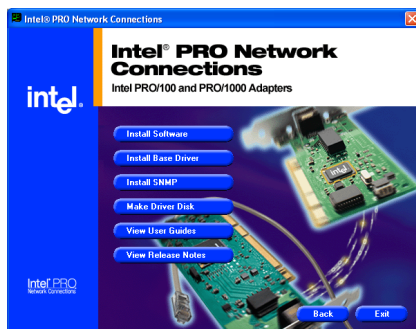 Intel® PRO Network Connections
Intel® PRO Network
Connections
Intel PRO/100 and PRO/1000 Adapters
intel.
Install Software
Install Base Driver
Install SNMP
Make Driver Disk
View User Guides
View Release Notes
intel
Intel® PRO
Network Connections
Back
Exit